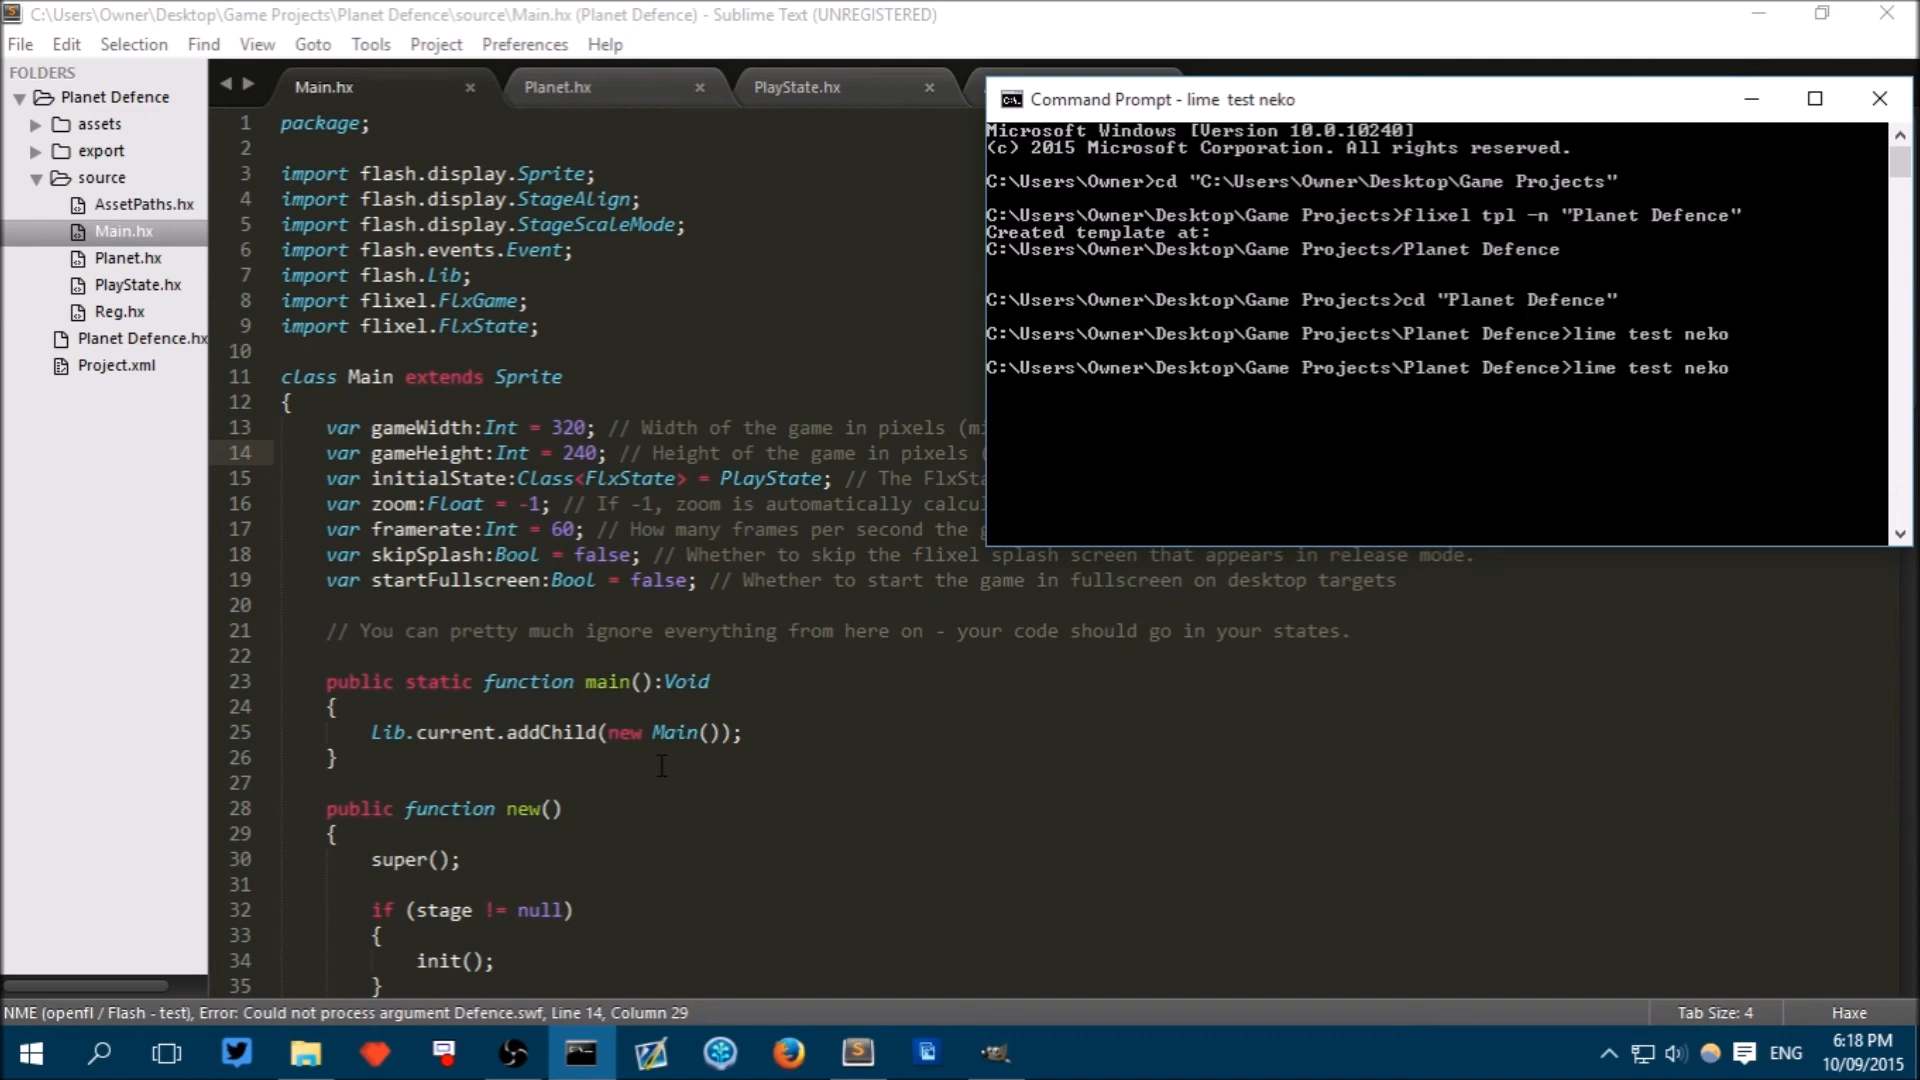 C:\Users\Owner\Desktop\Game Projects\Planet Defence\source\Main.hx (Planet Defence) - Sublime Text (UNREGISTERED)
File Edit Selection Find View Goto Tools Project Preferences Help
FOLDERS
Planet Defence
assets
export
source
AssetPaths.hx
Main.hx
Planet.hx
PlayState.hx
Reg.hx
Planet Defence.hx
Project.xml
Main.hx Planet.hx PlayState.hx
1 package;
2
3 import flash.display.Sprite;
4 import flash.display.StageAlign;
5 import flash.display.StageScaleMode;
6 import flash.events.Event;
7 import flash.Lib;
8 import flixel.FlxGame;
9 import flixel.FlxState;
10
11 class Main extends Sprite
12 {
13 var gameWidth:Int = 320; // Width of the game in pixels (mi
14 var gameHeight:Int = 240; // Height of the game in pixels (
15 var initialState:Class<FlxState> = PlayState; // The FlxSta
16 var zoom:Float = -1; // If -1, zoom is automatically calcu
17 var framerate:Int = 60; // How many frames per second the g
18 var skipSplash:Bool = false; // Whether to skip the flixel splash screen that appears in release mode.
19 var startFullscreen:Bool = false; // Whether to start the game in fullscreen on desktop targets
20
21 // You can pretty much ignore everything from here on - your code should go in your states.
22
23 public static function main():Void
24 {
25 Lib.current.addChild(new Main());
26 }
27
28 public function new()
29 {
30 super();
31
32 if (stage != null)
33 {
34 init();
35 }
Command Prompt - lime test neko
Microsoft Windows [Version 10.0.10240]
(c) 2015 Microsoft Corporation. All rights reserved.
C:\Users\Owner>cd "C:\Users\Owner\Desktop\Game Projects"
C:\Users\Owner\Desktop\Game Projects>flixel tpl -n "Planet Defence"
Created template at:
C:\Users\Owner\Desktop\Game Projects/Planet Defence
C:\Users\Owner\Desktop\Game Projects>cd "Planet Defence"
C:\Users\Owner\Desktop\Game Projects\Planet Defence>lime test neko
C:\Users\Owner\Desktop\Game Projects\Planet Defence>lime test neko
NME (openfl / Flash - test), Error: Could not process argument Defence.swf, Line 14, Column 29
Tab Size: 4 Haxe
ENG
6:18 PM
10/09/2015